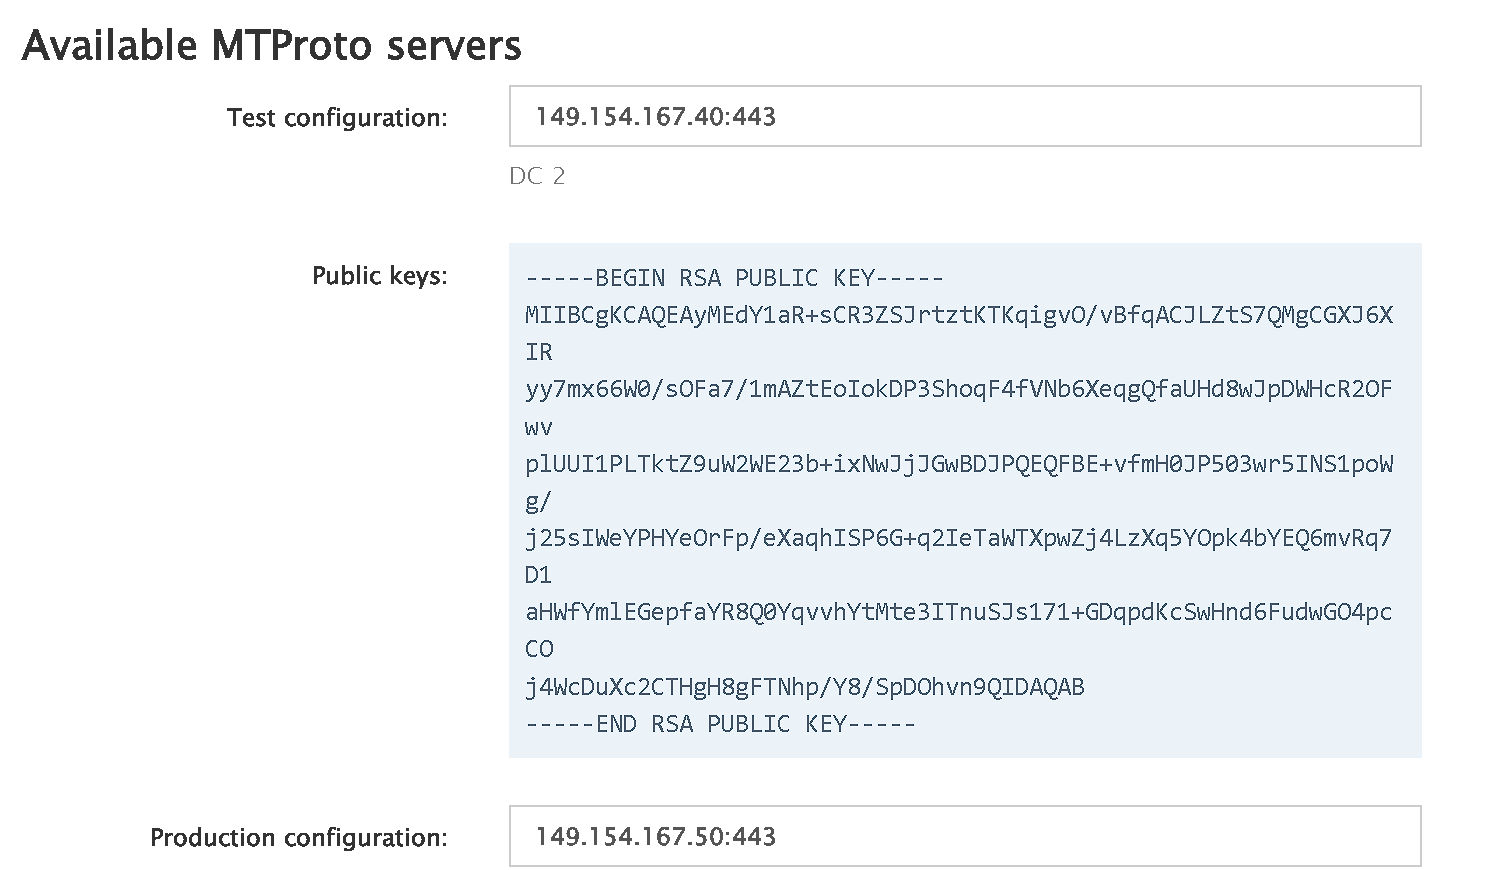 Available MTProto servers
Test configuration:
149.154.167.40:443
DC 2
Public keys:
-----BEGIN RSA PUBLIC KEY-----
MIIBCgKCAQEAyMEdY1aR+sCR3ZSJrtztKTKqigvO/vBfqACJLZtS7QMgCGXJ6X
IR
yy7mx66W0/sOFa7/1mAZtEoIokDP3ShoqF4fVNb6XeqgQfaUHd8wJpDWHcR2OF
wv
plUUI1PLTktZ9uW2WE23b+ixNwJjJGwBDJPQEQFBE+vfmH0JP503wr5INS1poW
g/
j25sIWeYPHYeOrFp/eXaqhISP6G+q2IeTaWTXpwZj4LzXq5YOpk4bYEQ6mvRq7
D1
aHWfYmlEGepfaYR8Q0YqvvhYtMte3ITnuSJs171+GDqpdKcSwHnd6FudwGO4pc
CO
j4WcDuXc2CTHgH8gFTNhp/Y8/SpDOhvn9QIDAQAB
-----END RSA PUBLIC KEY-----
Production configuration:
149.154.167.50:443